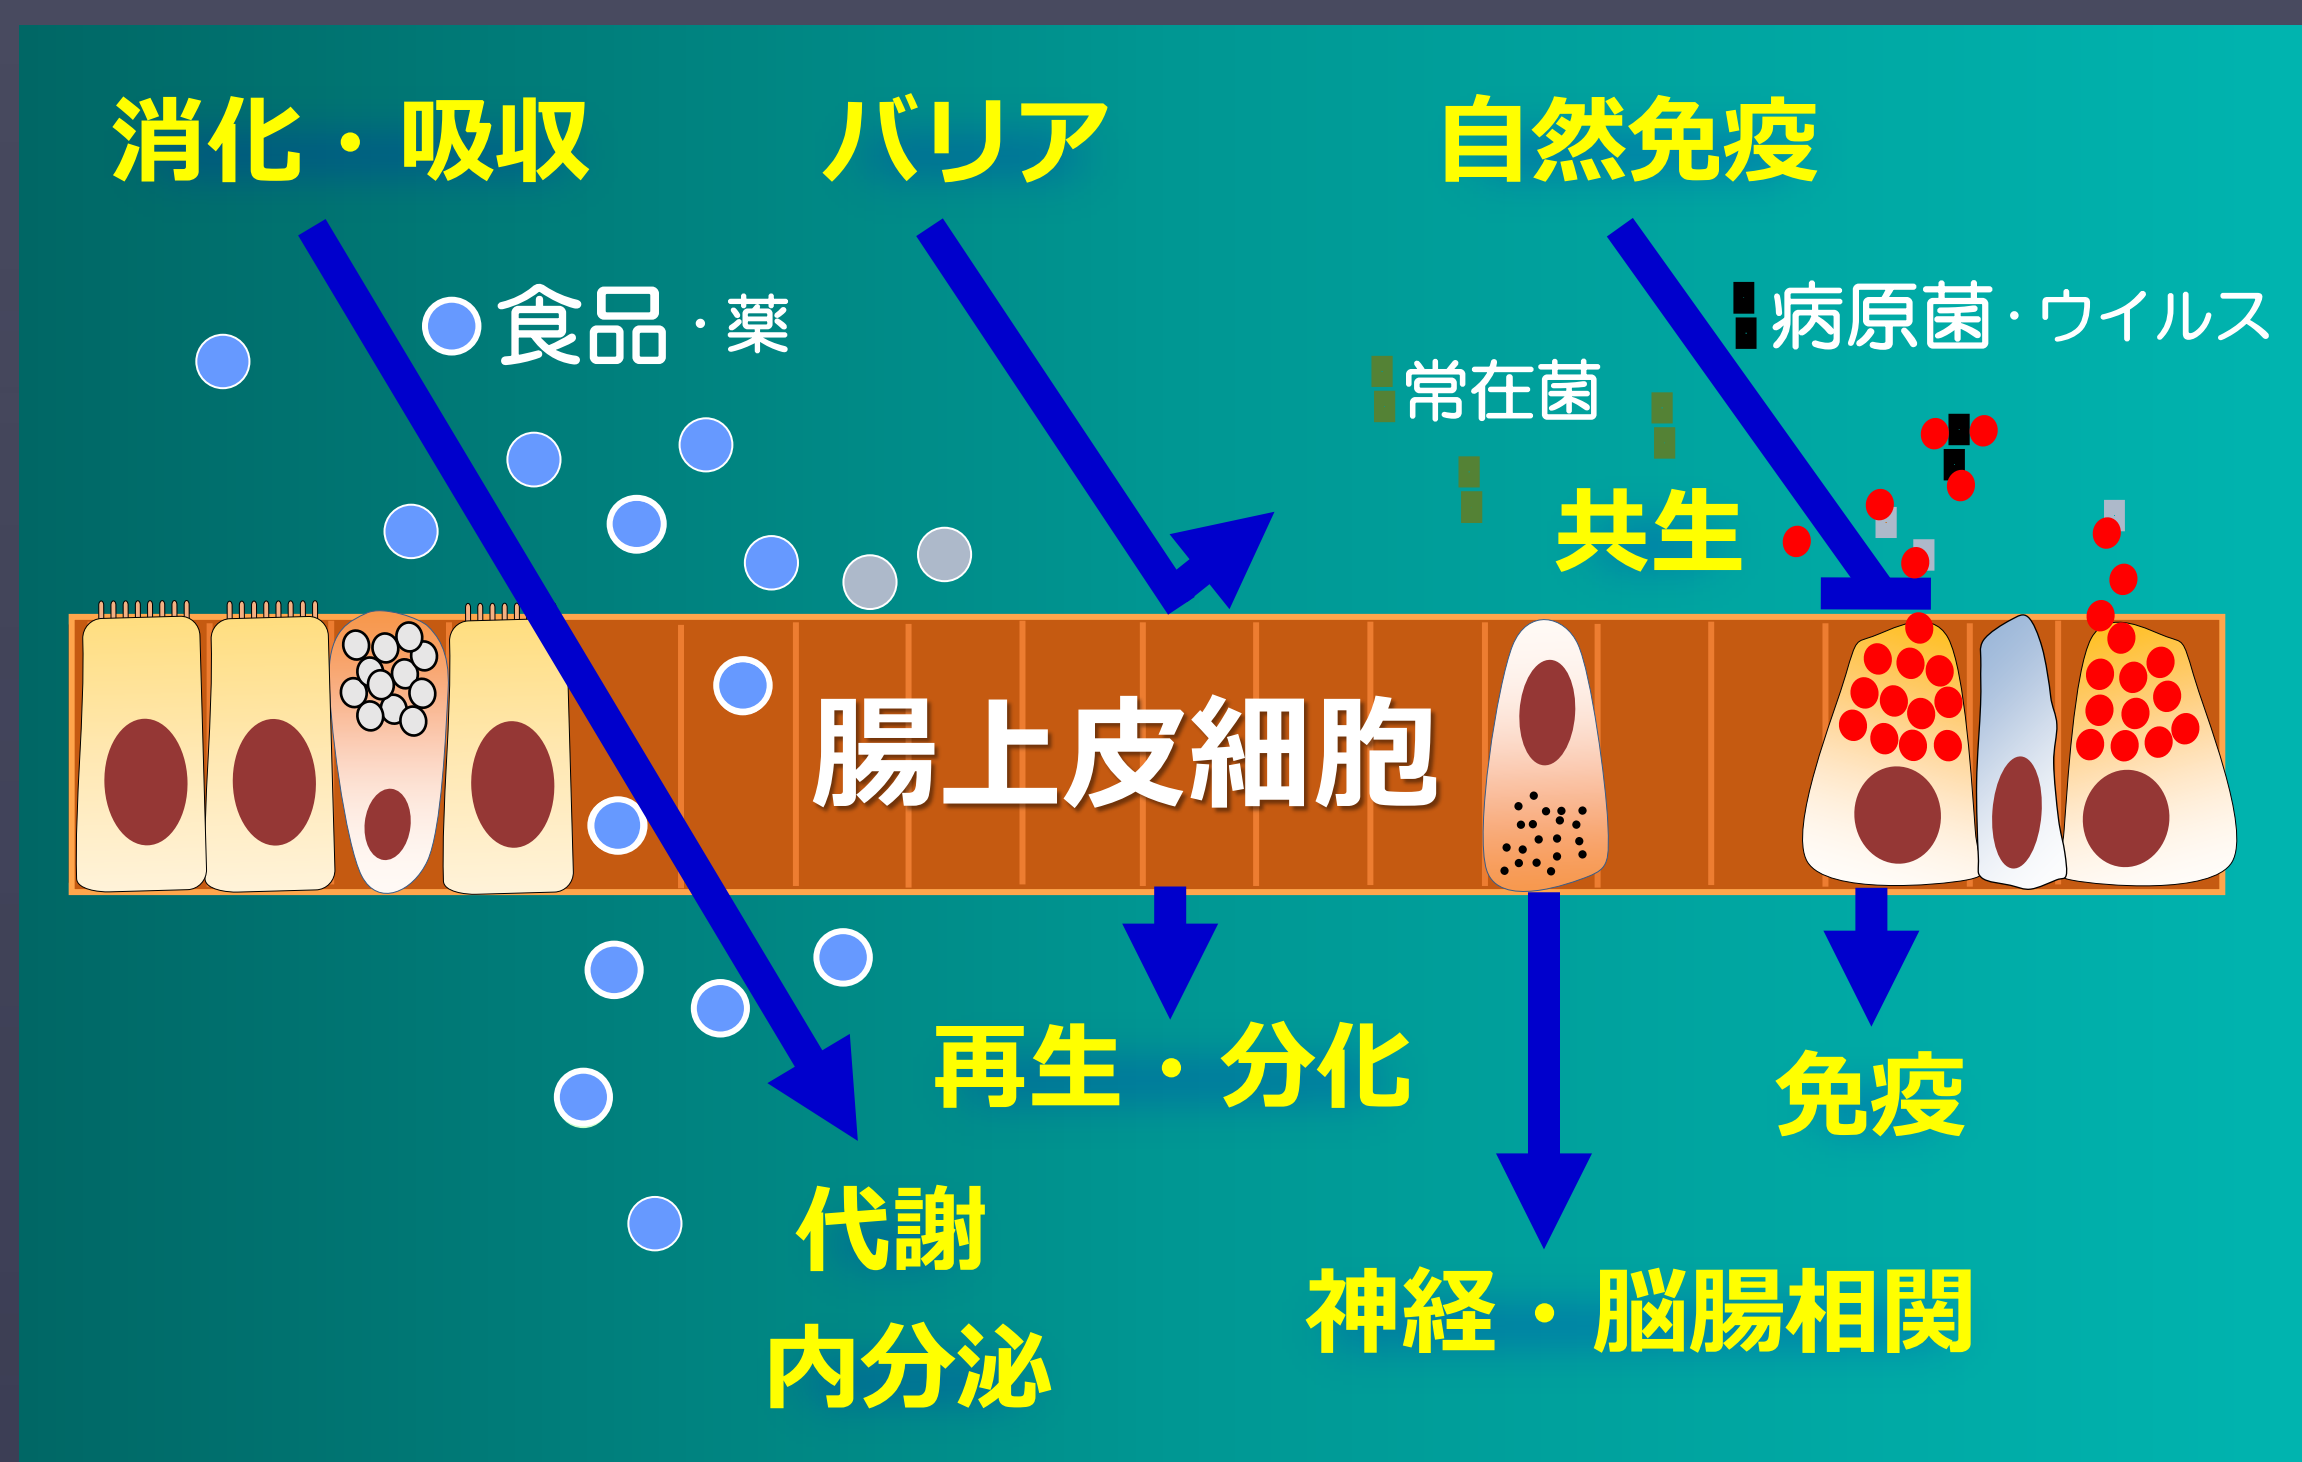 消化・吸収
バリア
自然免疫
食品・薬
病原菌・ウイルス
常在菌
共生
腸上皮細胞
再生・分化
免疫
代謝
内分泌
神経・脳腸相関